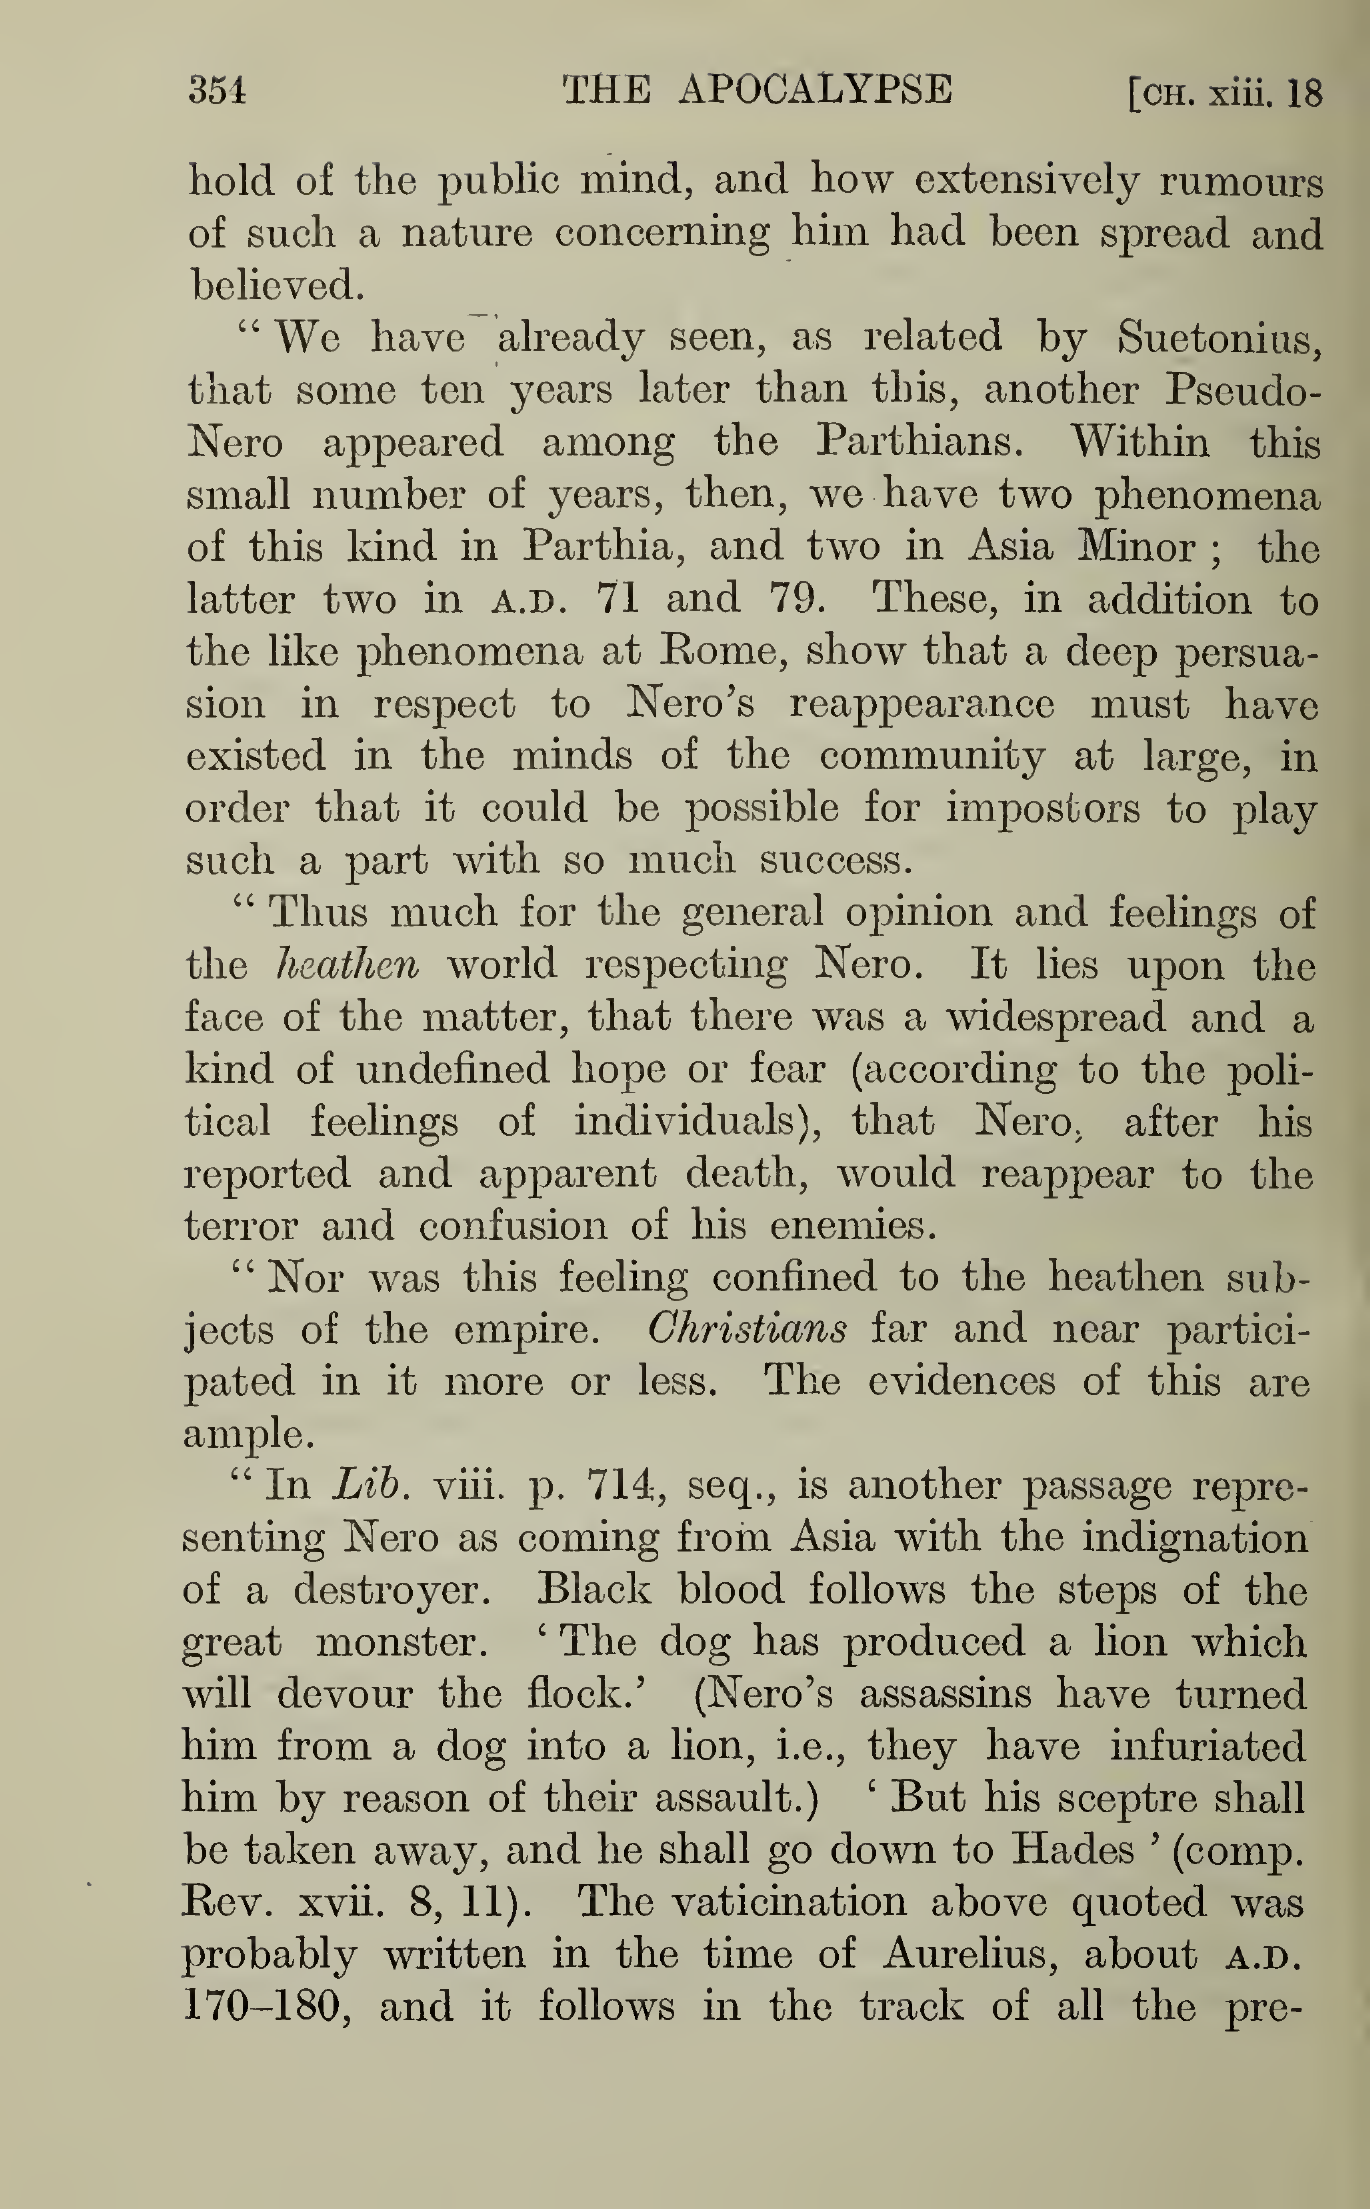 354 THE APOCALYPSE [CH. xiii. 18
hold of the public mind, and how extensively rumours
of such a nature concerning him had been spread and
believed.
“ We have already seen, as related by Suetonius,
that some ten years later than this, another Pseudo-
Nero appeared among the Parthians. Within this
small number of years, then, we have two phenomena
of this kind in Parthia, and two in Asia Minor ; the
latter two in A.D. 71 and 79. These, in addition to
the like phenomena at Rome, show that a deep persua-
sion in respect to Nero’s reappearance must have
existed in the minds of the community at large, in
order that it could be possible for impostors to play
such a part with so much success.
“ Thus much for the general opinion and feelings of
the heathen world respecting Nero. It lies upon the
face of the matter, that there was a widespread and a
kind of undefined hope or fear (according to the poli-
tical feelings of individuals), that Nero, after his
reported and apparent death, would reappear to the
terror and confusion of his enemies.
“ Nor was this feeling confined to the heathen sub-
jects of the empire. Christians far and near partici-
pated in it more or less. The evidences of this are
ample.
“ In Lib. viii. p. 714, seq., is another passage repre-
senting Nero as coming from Asia with the indignation
of a destroyer. Black blood follows the steps of the
great monster. ‘ The dog has produced a lion which
will devour the flock.’ (Nero’s assassins have turned
him from a dog into a lion, i.e., they have infuriated
him by reason of their assault.) ‘ But his sceptre shall
be taken away, and he shall go down to Hades ’ (comp.
Rev. xvii. 8, 11). The vaticination above quoted was
probably written in the time of Aurelius, about A.D.
170–180, and it follows in the track of all the pre-